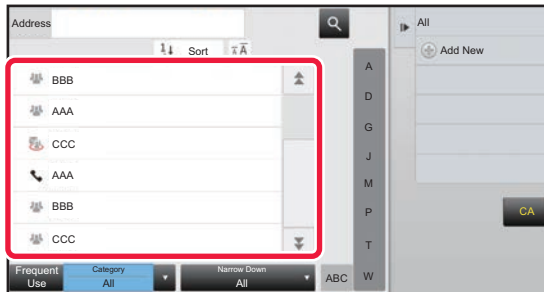 Address
All
1 Sort A A
Add New
BBB
AAA
CCC
AAA
BBB
CCC
A
D
G
J
M
P
T
W
CA
Frequent Use
Category All
Narrow Down All
ABC